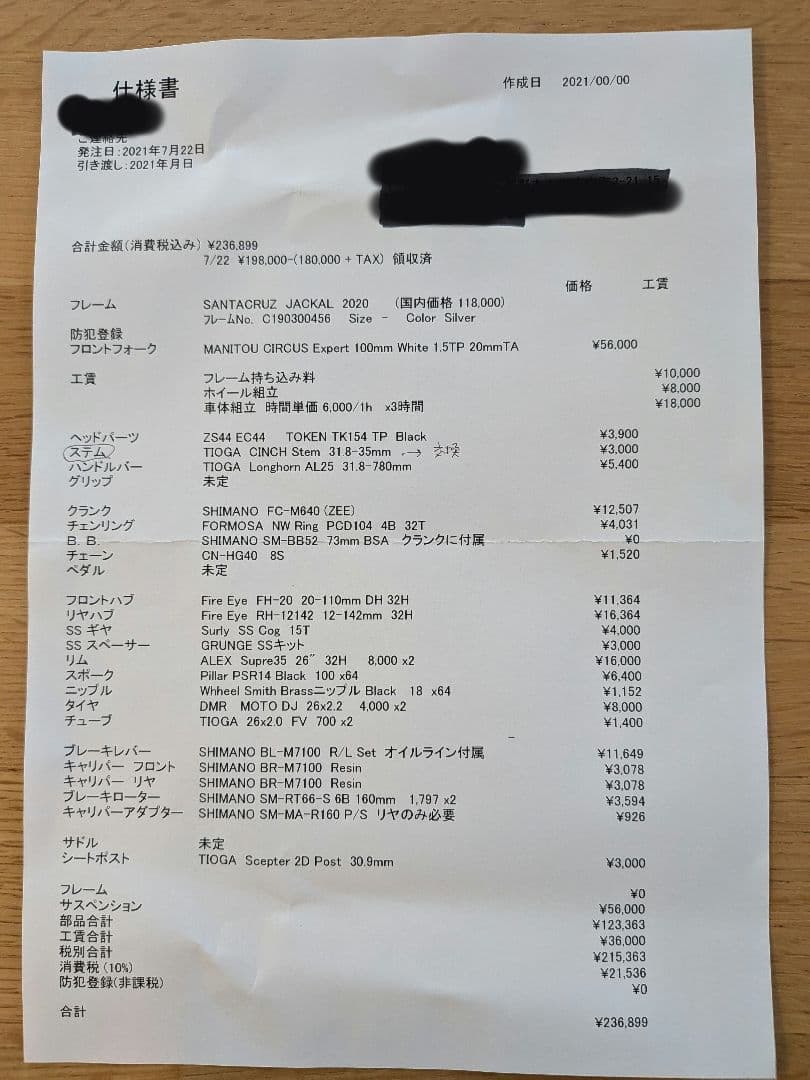 仕様書
作成日 2021/00/00
ご連絡先
発注日:2021年7月22日
引き渡し:2021年月日
合計金額(消費税込み) ¥236,899
7/22 ¥198,000-(180,000 + TAX) 領収済
価格 工賃
フレーム SANTACRUZ JACKAL 2020 (国内価格 118,000)
フレームNo. C190300456 Size - Color Silver
防犯登録
フロントフォーク MANITOU CIRCUS Expert 100mm White 1.5TP 20mmTA ¥56,000
工賃 フレーム持ち込み料 ¥10,000
ホイール組立 ¥8,000
車体組立 時間単価 6,000/1h x3時間 ¥18,000
ヘッドパーツ ZS44 EC44 TOKEN TK154 TP Black ¥3,900
ステム TIOGA CINCH Stem 31.8-35mm → 交換 ¥3,000
ハンドルバー TIOGA Longhorn AL25 31.8-780mm ¥5,400
グリップ 未定
クランク SHIMANO FC-M640 (ZEE) ¥12,507
チェンリング FORMOSA NW Ring PCD104 4B 32T ¥4,031
B. B. SHIMANO SM-BB52 73mm BSA クランクに付属 ¥0
チェーン CN-HG40 8S ¥1,520
ペダル 未定
フロントハブ Fire Eye FH-20 20-110mm DH 32H ¥11,364
リヤハブ Fire Eye RH-12142 12-142mm 32H ¥16,364
SS ギヤ Surly SS Cog 15T ¥4,000
SS スペーサー GRUNGE SSキット ¥3,000
リム ALEX Supre35 26" 32H 8,000 x2 ¥16,000
スポーク Pillar PSR14 Black 100 x64 ¥6,400
ニップル Whheel Smith Brassニップル Black 18 x64 ¥1,152
タイヤ DMR MOTO DJ 26x2.2 4,000 x2 ¥8,000
チューブ TIOGA 26x2.0 FV 700 x2 ¥1,400
ブレーキレバー SHIMANO BL-M7100 R/L Set オイルライン付属 ¥11,649
キャリパー フロント SHIMANO BR-M7100 Resin ¥3,078
キャリパー リヤ SHIMANO BR-M7100 Resin ¥3,078
ブレーキローター SHIMANO SM-RT66-S 6B 160mm 1,797 x2 ¥3,594
キャリパーアダプター SHIMANO SM-MA-R160 P/S リヤのみ必要 ¥926
サドル 未定
シートポスト TIOGA Scepter 2D Post 30.9mm ¥3,000
フレーム ¥0
サスペンション ¥56,000
部品合計 ¥123,363
工賃合計 ¥36,000
税別合計 ¥215,363
消費税 (10%) ¥21,536
防犯登録(非課税) ¥0
合計 ¥236,899